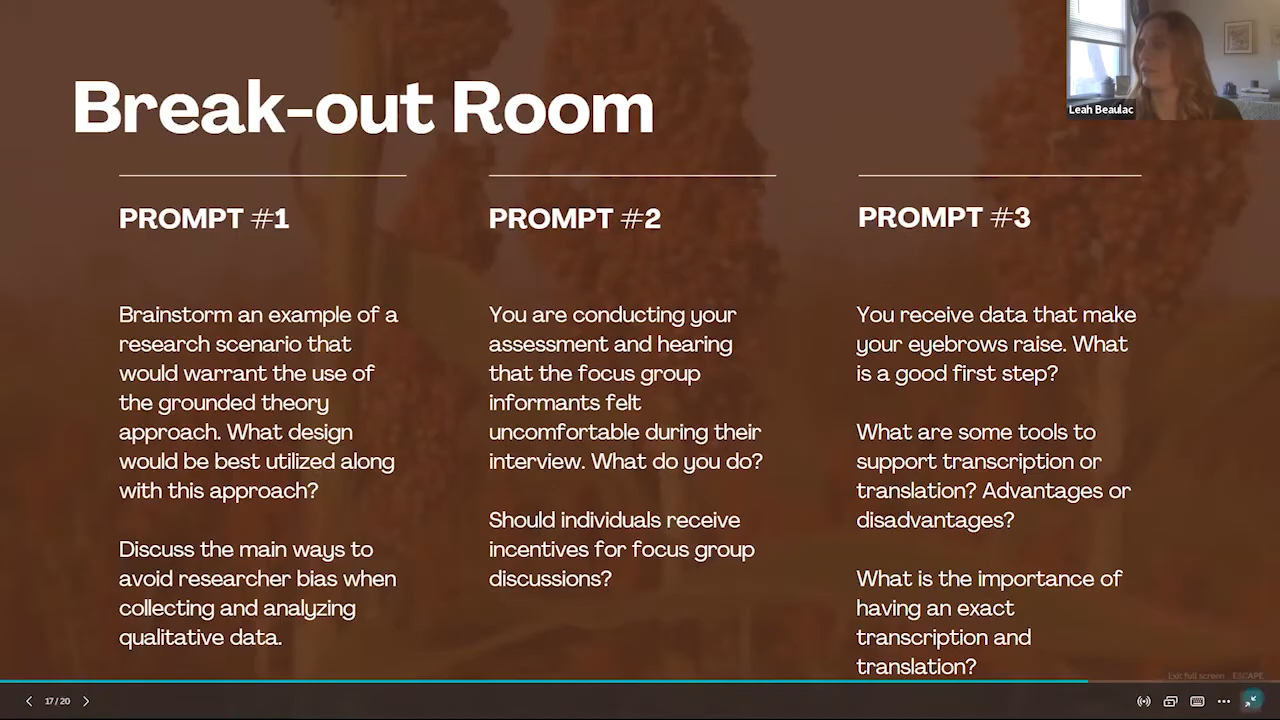 Leah Beaulac
Break-out Room
PROMPT #1
Brainstorm an example of a
research scenario that
would warrant the use of
the grounded theory
approach. What design
would be best utilized along
with this approach?
Discuss the main ways to
avoid researcher bias when
collecting and analyzing
qualitative data.
PROMPT #2
You are conducting your
assessment and hearing
that the focus group
informants felt
uncomfortable during their
interview. What do you do?
Should individuals receive
incentives for focus group
discussions?
PROMPT #3
You receive data that make
your eyebrows raise. What
is a good first step?
What are some tools to
support transcription or
translation? Advantages or
disadvantages?
What is the importance of
having an exact
transcription and
translation?
Exit full screen ESCAPE
17 / 20